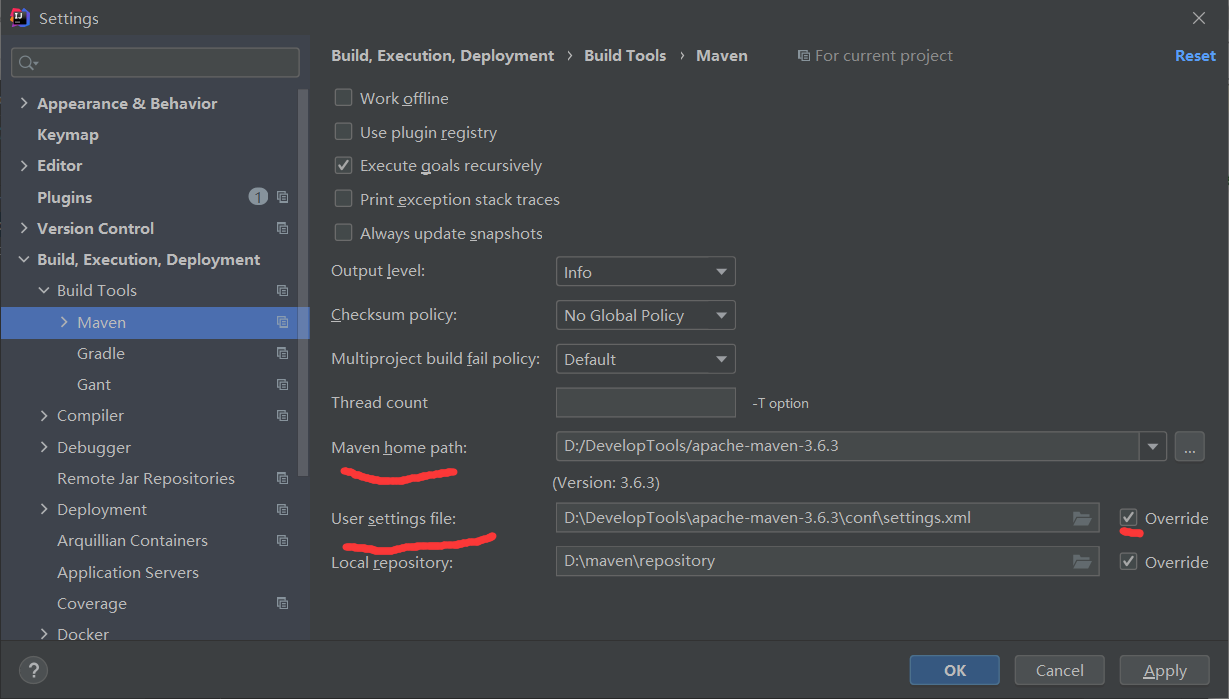 Settings
Build, Execution, Deployment › Build Tools › Maven For current project Reset
Appearance & Behavior
Keymap
Editor
Plugins 1
Version Control
Build, Execution, Deployment
Build Tools
Maven
Gradle
Gant
Compiler
Debugger
Remote Jar Repositories
Deployment
Arquillian Containers
Application Servers
Coverage
Docker
Work offline
Use plugin registry
Execute goals recursively
Print exception stack traces
Always update snapshots
Output level: Info
Checksum policy: No Global Policy
Multiproject build fail policy: Default
Thread count -T option
Maven home path: D:/DevelopTools/apache-maven-3.6.3 ...
(Version: 3.6.3)
User settings file: D:\DevelopTools\apache-maven-3.6.3\conf\settings.xml Override
Local repository: D:\maven\repository Override
? OK Cancel Apply